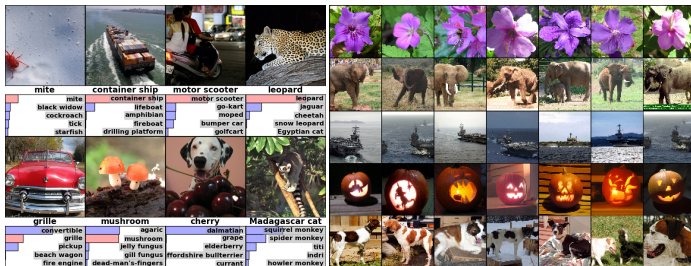 mite container ship motor scooter leopard
mite container ship motor scooter leopard
black widow lifeboat go-kart jaguar
cockroach amphibian moped cheetah
tick fireboat bumper car snow leopard
starfish drilling platform golfcart Egyptian cat
grille mushroom cherry Madagascar cat
convertible agaric dalmatian squirrel monkey
grille mushroom grape spider monkey
pickup jelly fungus elderberry titi
beach wagon gill fungus ffordshire bullterrier indri
fire engine dead-man's-fingers currant howler monkey